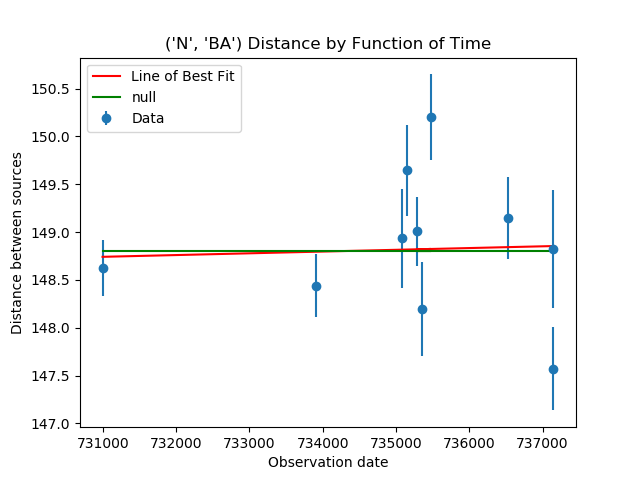 ('N', 'BA') Distance by Function of Time
Line of Best Fit
null
Data
150.5
150.0
149.5
149.0
148.5
148.0
147.5
147.0
Distance between sources
731000 732000 733000 734000 735000 736000 737000
Observation date